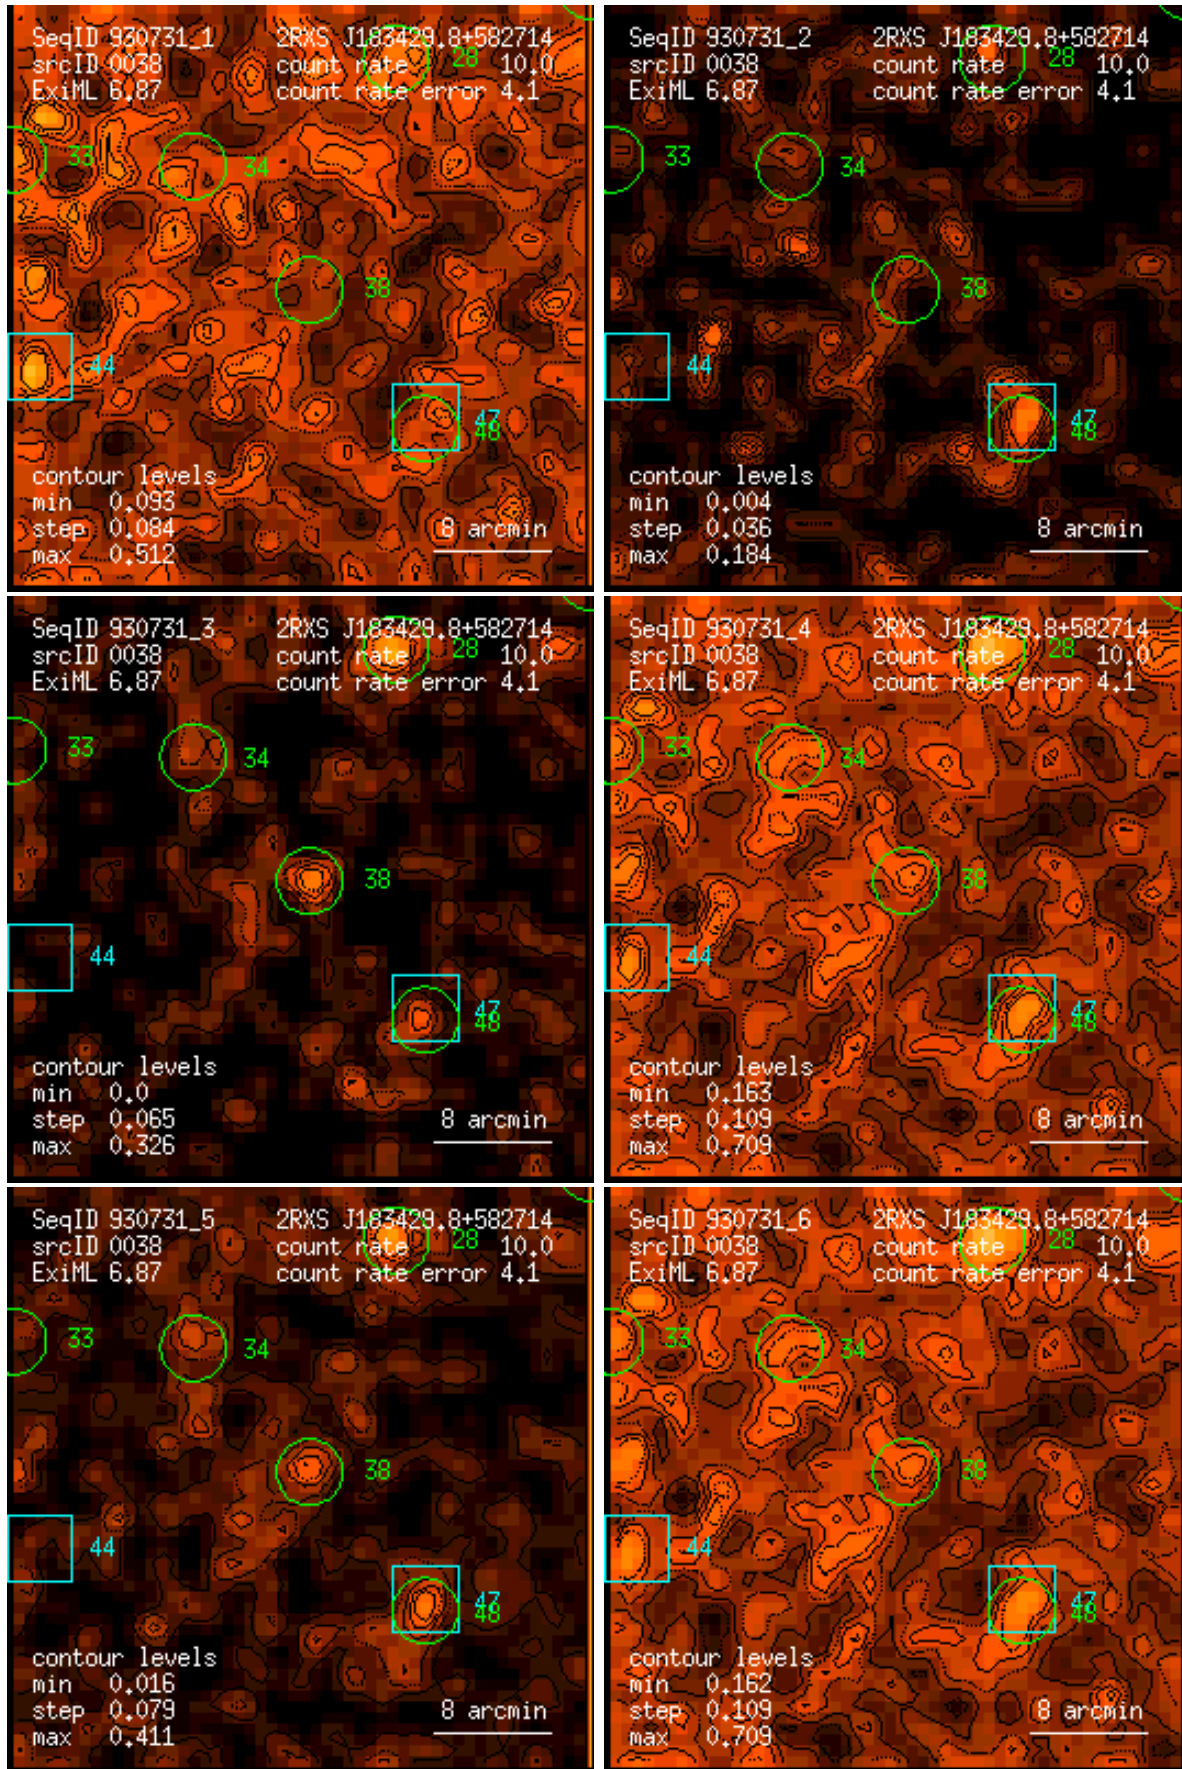 SeqID 930731_1 2RXS J183429.8+582714
srcID 0038 count rate 28 10.0
ExiML 6.87 count rate error 4.1
33
34
38
44
47
48
contour levels
min 0.093
step 0.084 8 arcmin
max 0.512
SeqID 930731_2 2RXS J183429.8+582714
srcID 0038 count rate 28 10.0
ExiML 6.87 count rate error 4.1
33
34
38
44
47
48
contour levels
min 0.004
step 0.036 8 arcmin
max 0.184
SeqID 930731_3 2RXS J183429.8+582714
srcID 0038 count rate 28 10.0
ExiML 6.87 count rate error 4.1
33
34
38
44
47
48
contour levels
min 0.0
step 0.065 8 arcmin
max 0.326
SeqID 930731_4 2RXS J183429.8+582714
srcID 0038 count rate 28 10.0
ExiML 6.87 count rate error 4.1
33
34
38
44
47
48
contour levels
min 0.163
step 0.109 8 arcmin
max 0.709
SeqID 930731_5 2RXS J183429.8+582714
srcID 0038 count rate 28 10.0
ExiML 6.87 count rate error 4.1
33
34
38
44
47
48
contour levels
min 0.016
step 0.079 8 arcmin
max 0.411
SeqID 930731_6 2RXS J183429.8+582714
srcID 0038 count rate 28 10.0
ExiML 6.87 count rate error 4.1
33
34
38
44
47
48
contour levels
min 0.162
step 0.109 8 arcmin
max 0.709